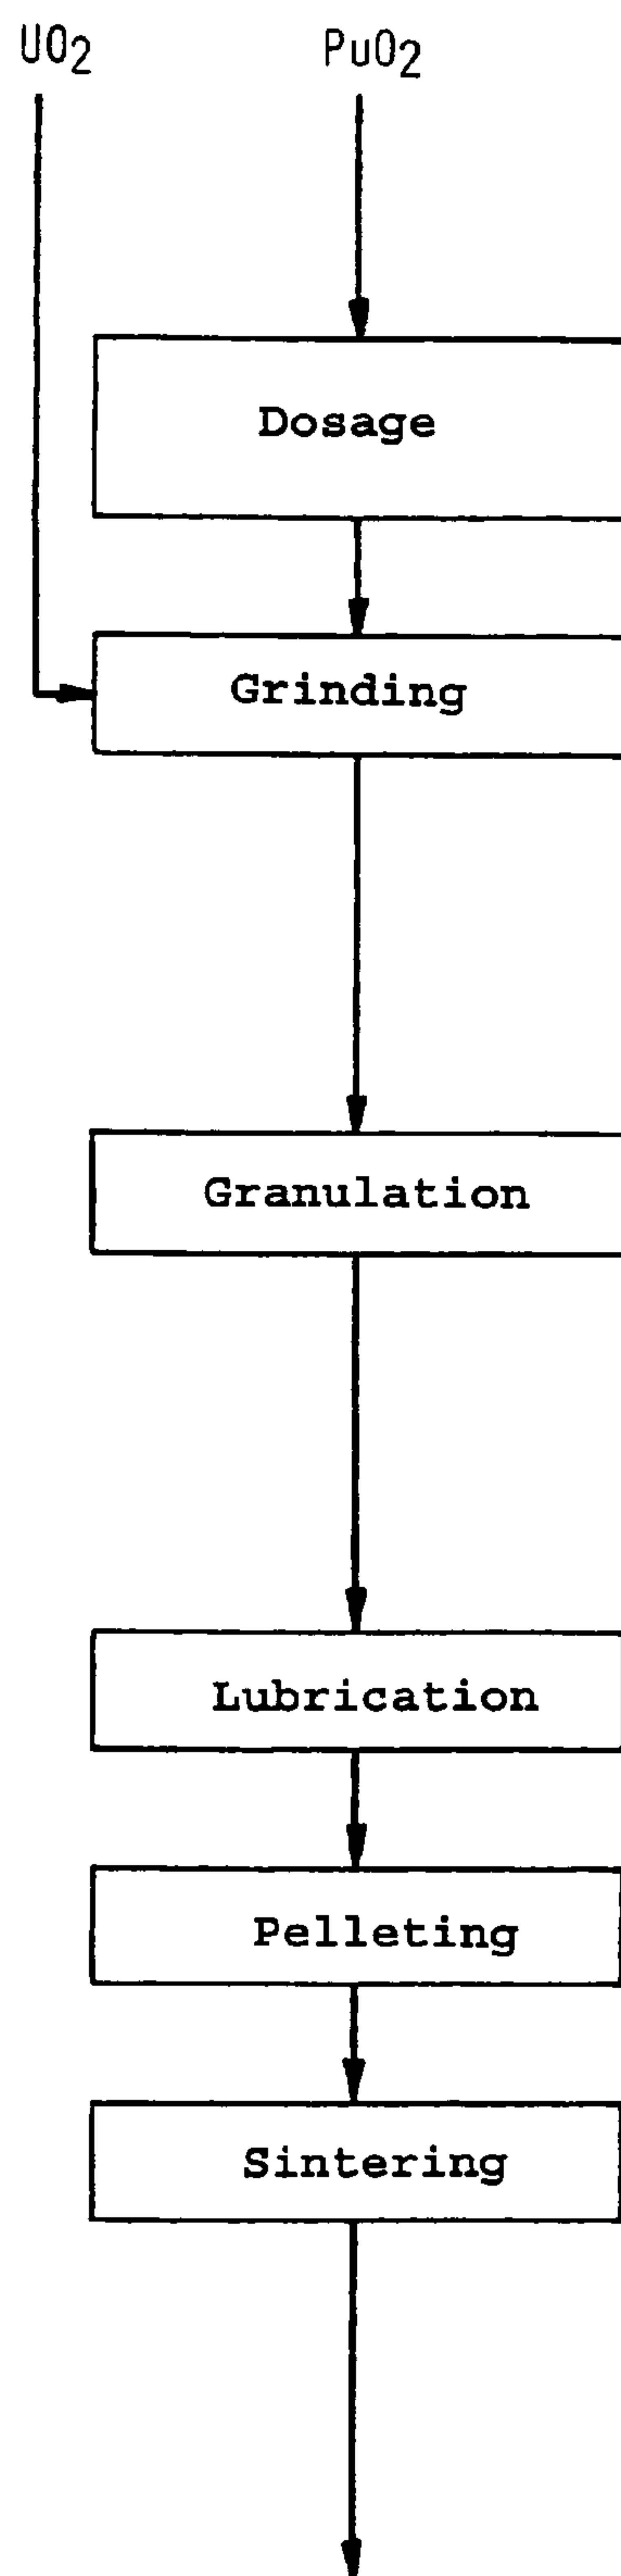 UO2 PuO2
Dosage
Grinding
Granulation
Lubrication
Pelleting
Sintering